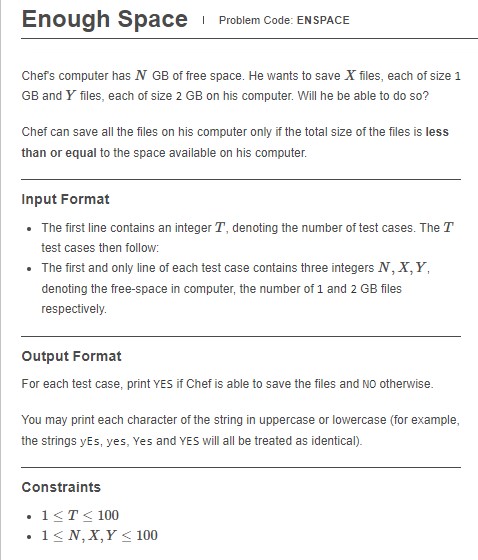 Enough Space | Problem Code: ENSPACE
Chef's computer has N GB of free space. He wants to save X files, each of size 1
GB and Y files, each of size 2 GB on his computer. Will he be able to do so?
Chef can save all the files on his computer only if the total size of the files is less
than or equal to the space available on his computer.
Input Format
• The first line contains an integer T, denoting the number of test cases. The T
test cases then follow:
• The first and only line of each test case contains three integers N, X, Y,
denoting the free-space in computer, the number of 1 and 2 GB files
respectively.
Output Format
For each test case, print YES if Chef is able to save the files and NO otherwise.
You may print each character of the string in uppercase or lowercase (for example,
the strings yEs, yes, Yes and YES will all be treated as identical).
Constraints
• 1 ≤ T ≤ 100
• 1 ≤ N, X, Y ≤ 100